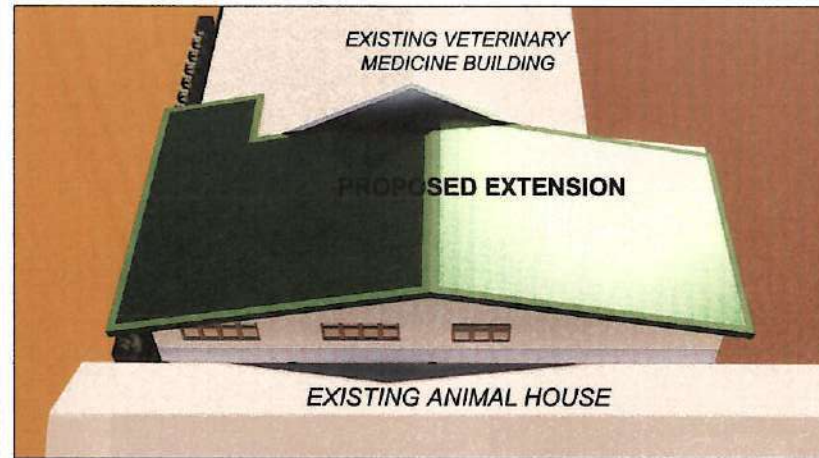 EXISTING VETERINARY
MEDICINE BUILDING
PROPOSED EXTENSION
EXISTING ANIMAL HOUSE